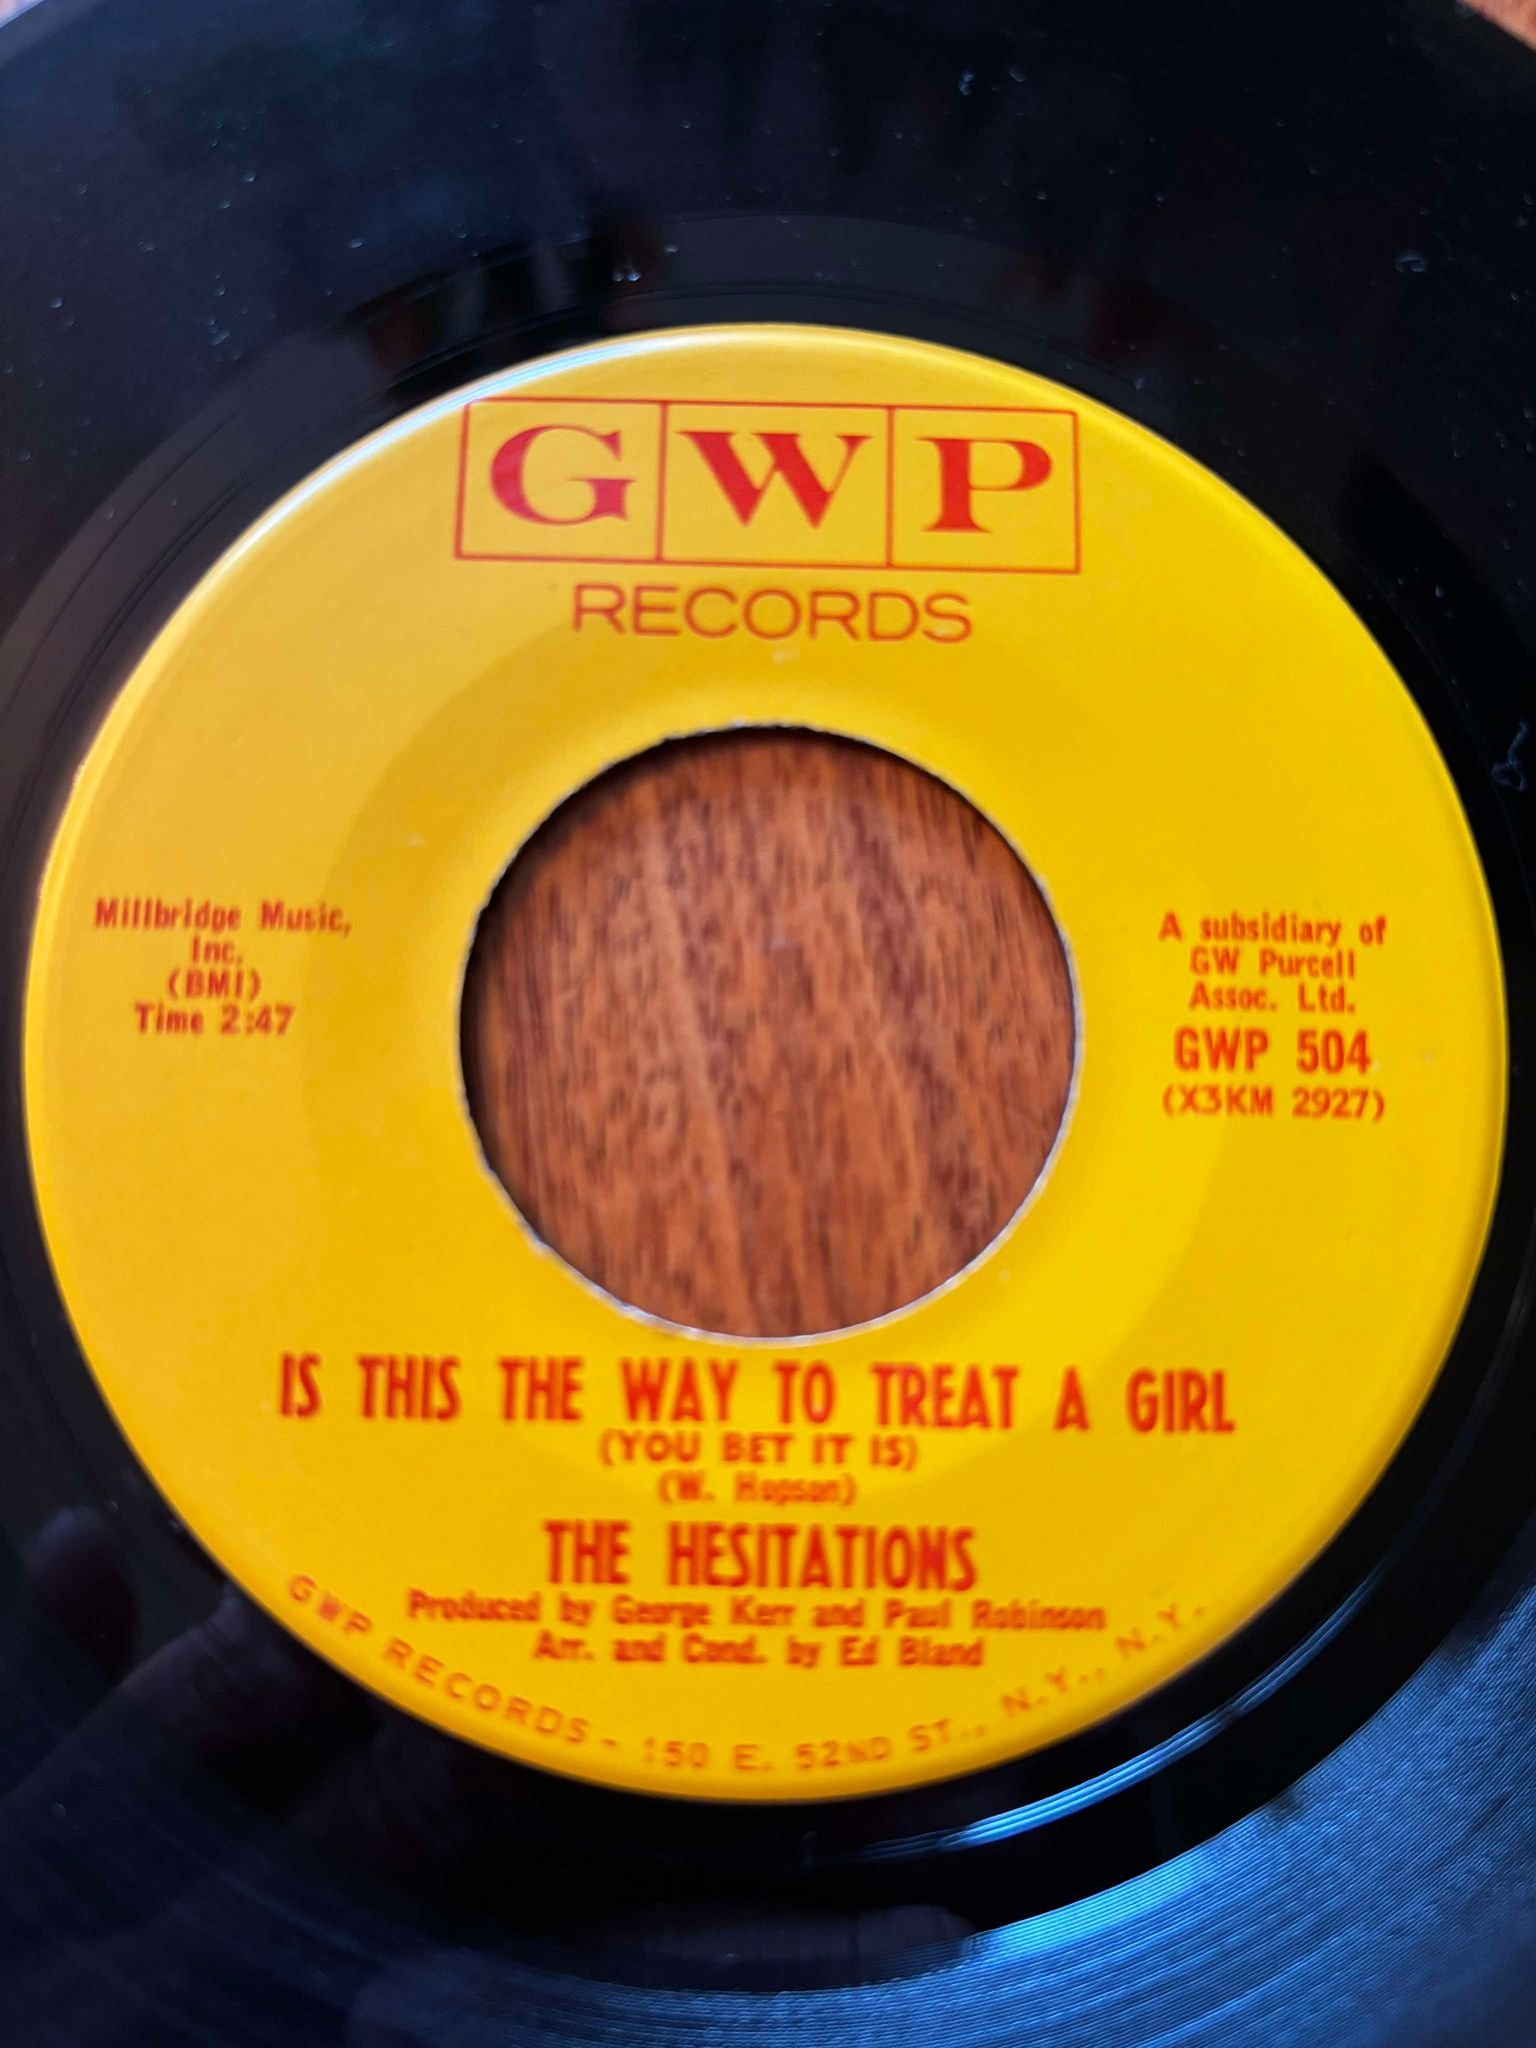 GWP
RECORDS
Millbridge Music,
Inc.
(BMI)
Time 2:47
A subsidiary of
GW Purcell
Assoc. Ltd.
GWP 504
(X3KM 2927)
IS THIS THE WAY TO TREAT A GIRL
(YOU BET IT IS)
(W. Hopson)
THE HESITATIONS
Produced by George Kerr and Paul Robinson
Arr. and Cond. by Ed Bland
GWP RECORDS - 150 E. 52ND ST., N.Y., N.Y.